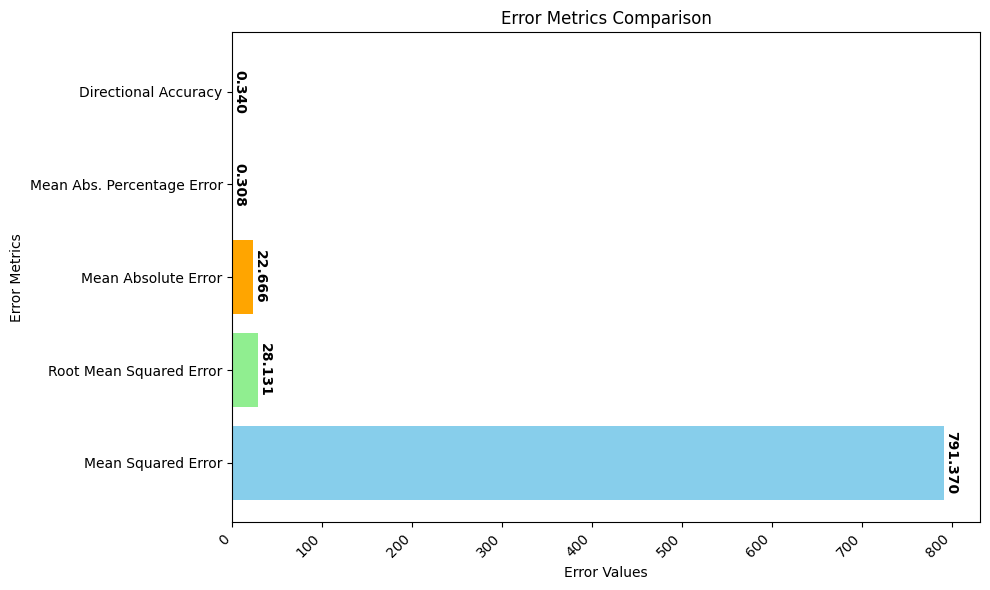 Error Metrics Comparison
Error Metrics
Directional Accuracy
0.340
Mean Abs. Percentage Error
0.308
Mean Absolute Error
22.666
Root Mean Squared Error
28.131
Mean Squared Error
791.370
0
100
200
300
400
500
600
700
800
Error Values